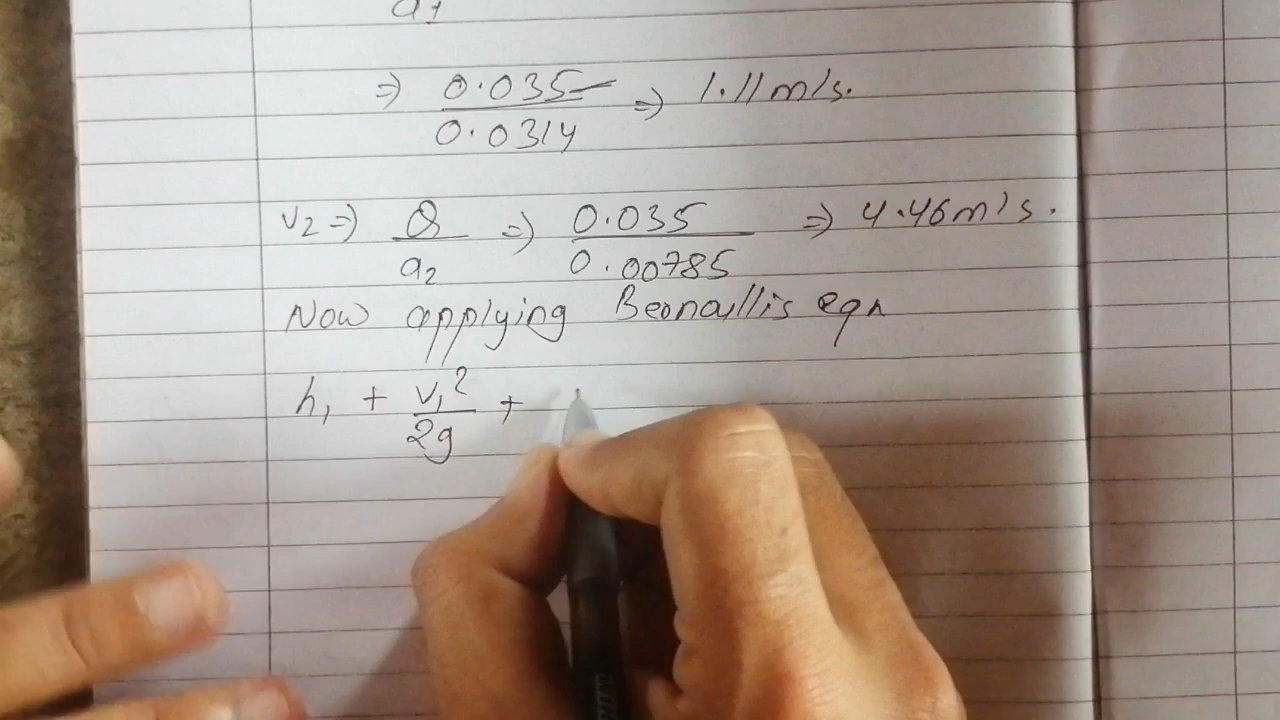 a1
⇒ 0.035 / 0.0314 ⇒ 1.11 m/s.
v2 ⇒ Q / a2 ⇒ 0.035 / 0.00785 ⇒ 4.46 m/s.
Now applying Beonallis eqn
h1 + v1² / 2g +